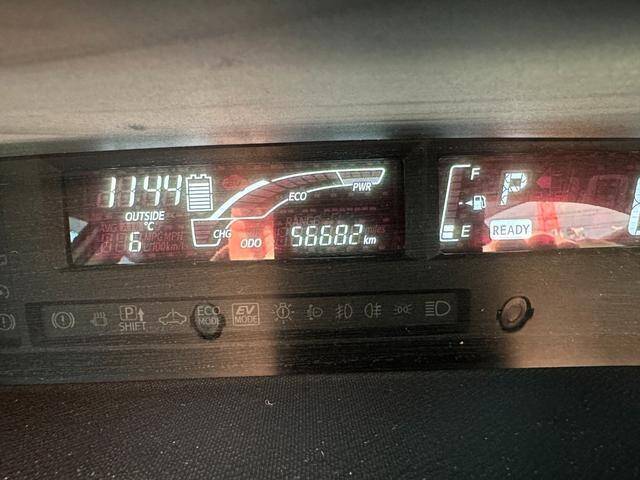 11:44
OUTSIDE
°C
6
CHG
ECO
PWR
ODO
56682 km
F
E
P
READY
P
SHIFT
ECO
MODE
EV
MODE